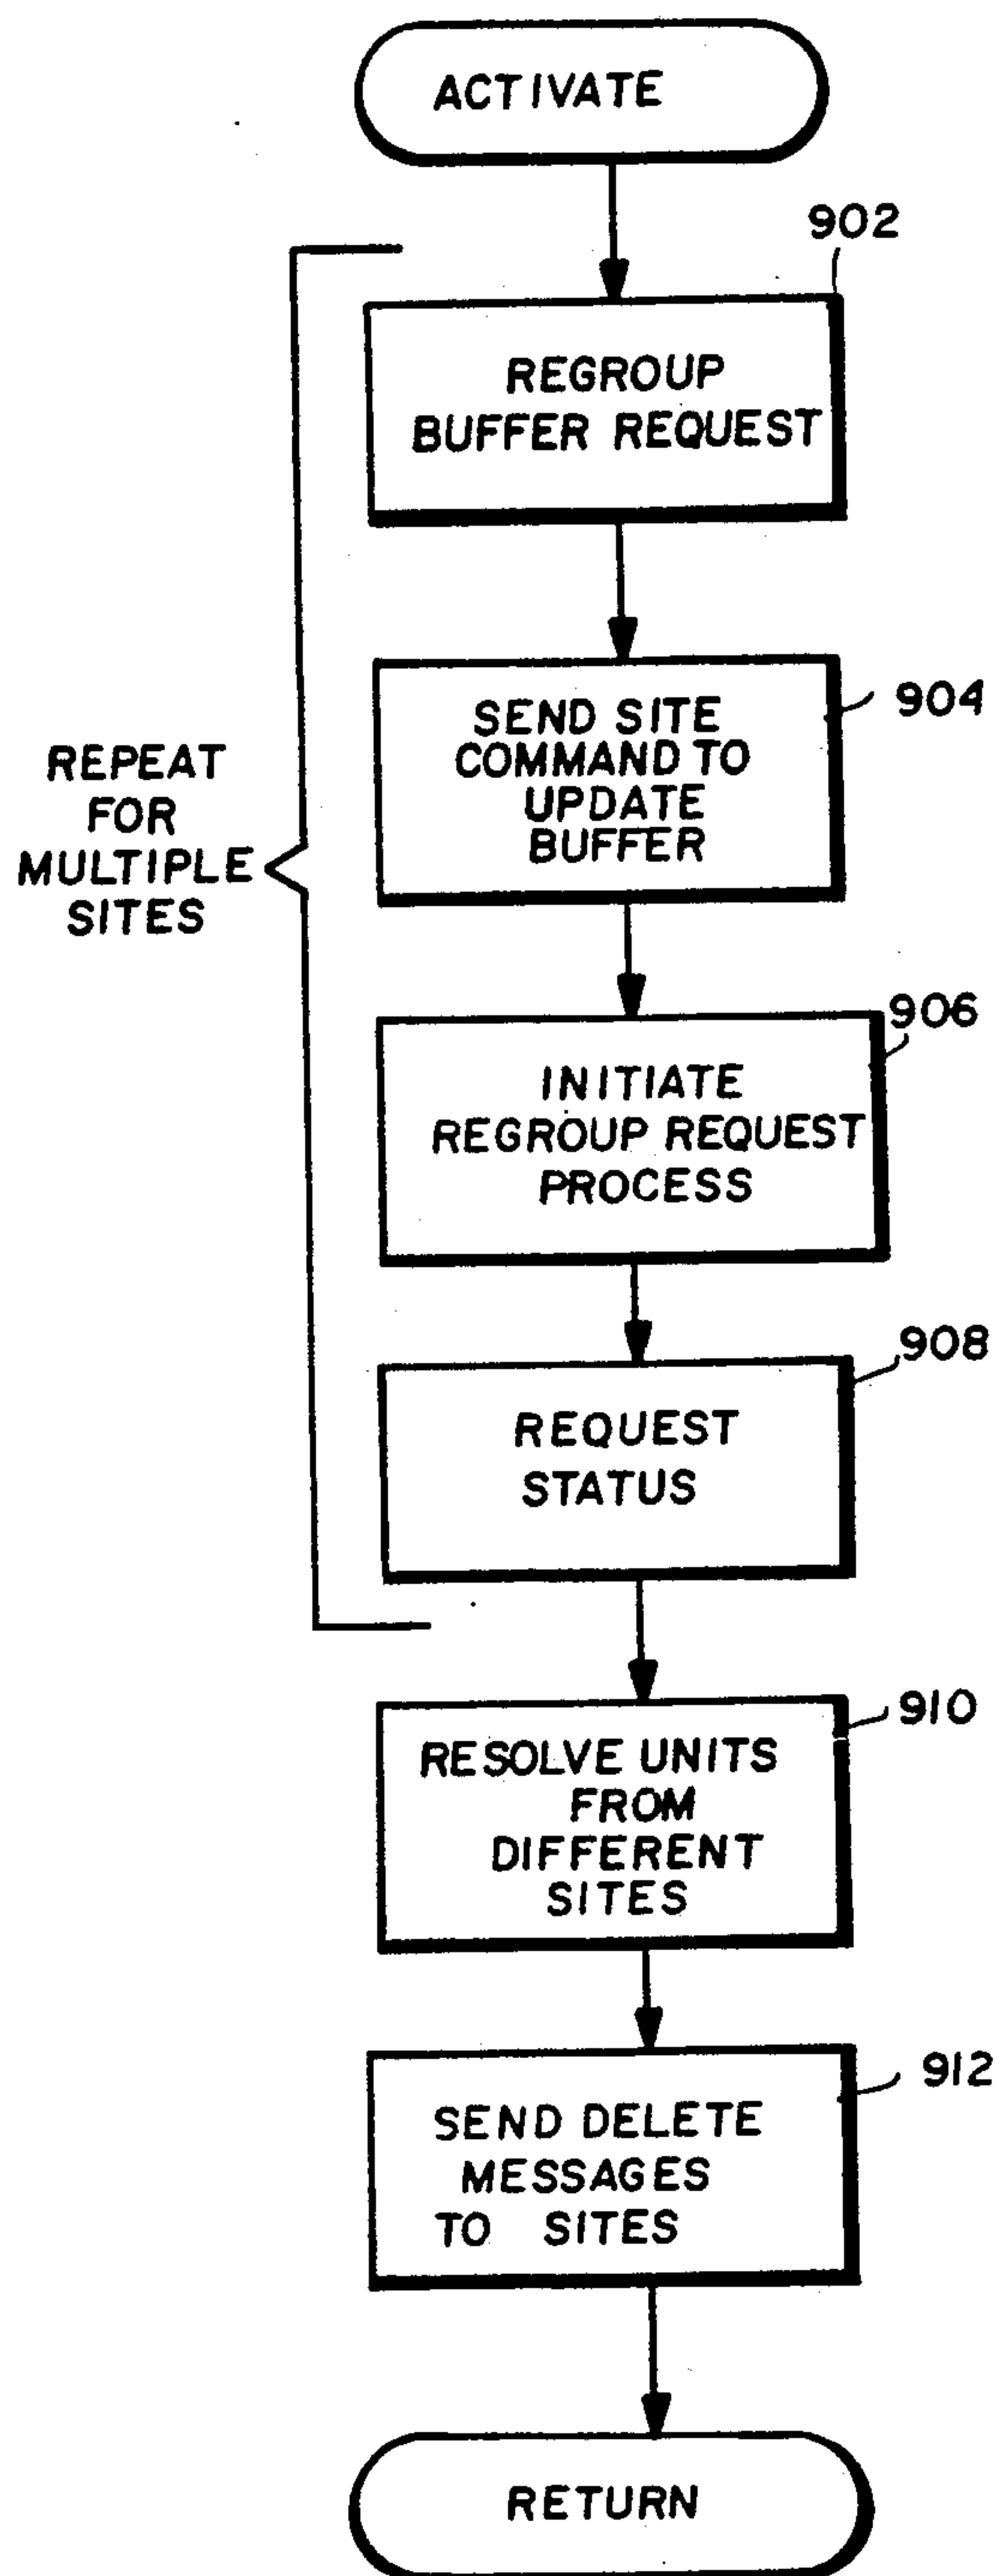 ACTIVATE
902
REGROUP
BUFFER REQUEST
904
SEND SITE
COMMAND TO
UPDATE
BUFFER
REPEAT
FOR
MULTIPLE
SITES
906
INITIATE
REGROUP REQUEST
PROCESS
908
REQUEST
STATUS
910
RESOLVE UNITS
FROM
DIFFERENT
SITES
912
SEND DELETE
MESSAGES
TO SITES
RETURN